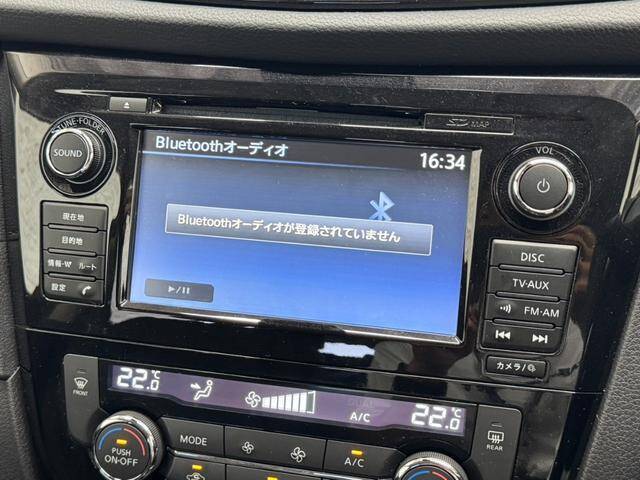 SD MAP
TUNE·FOLDER
SOUND
Bluetoothオーディオ
16:34
VOL
Bluetoothオーディオが登録されていません
現在地
目的地
情報・VI ルート
設定
DISC
TV·AUX
FM·AM
カメラ/
22.0℃
FRONT
DUAL
A/C
22.0℃
REAR
PUSH
ON·OFF
MODE
A/C